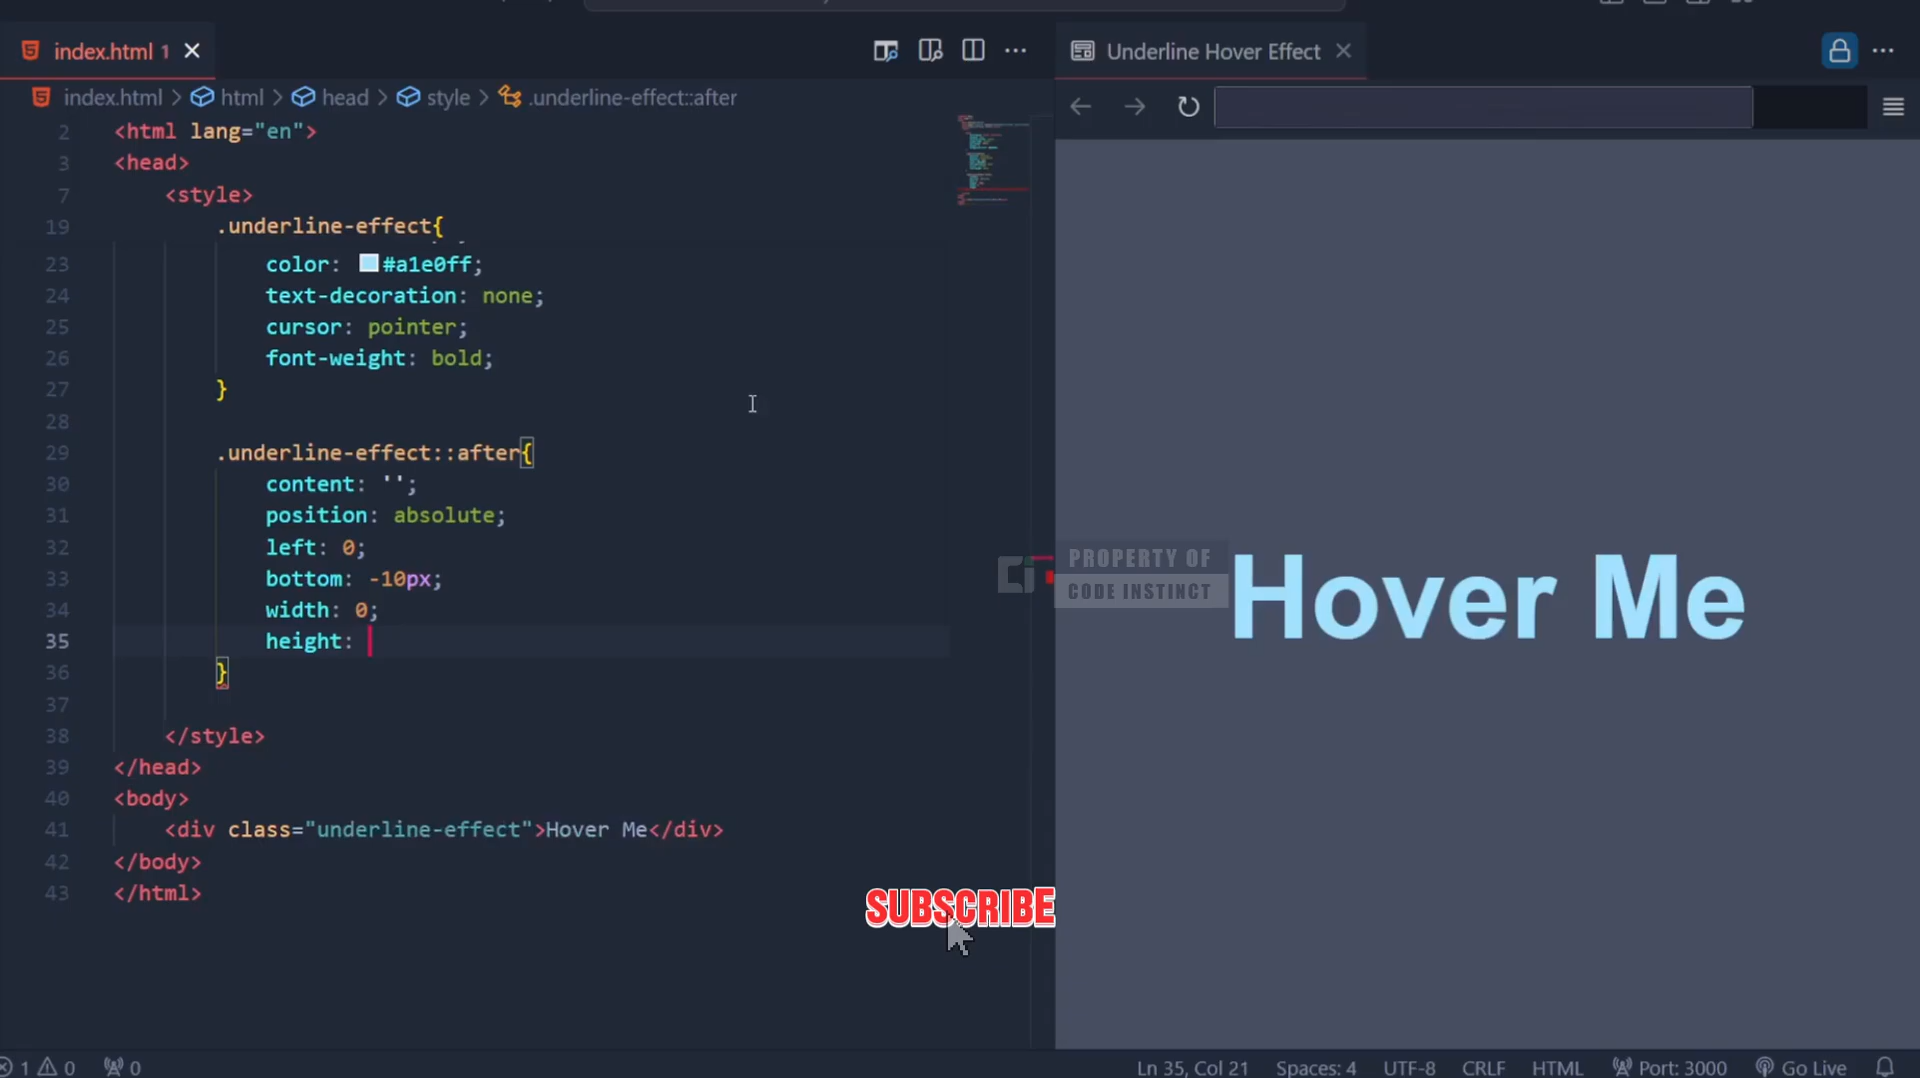 index.html 1
Underline Hover Effect
index.html > html > head > style > .underline-effect::after
2 <html lang="en">
3 <head>
7 <style>
19 .underline-effect{
23 color: #a1e0ff;
24 text-decoration: none;
25 cursor: pointer;
26 font-weight: bold;
27 }
28
29 .underline-effect::after{
30 content: '';
31 position: absolute;
32 left: 0;
33 bottom: -10px;
34 width: 0;
35 height:
36 }
37
38 </style>
39 </head>
40 <body>
41 <div class="underline-effect">Hover Me</div>
42 </body>
43 </html>
PROPERTY OF
CODE INSTINCT
Hover Me
SUBSCRIBE
1 0 0
Ln 35, Col 21 Spaces: 4 UTF-8 CRLF HTML Port: 3000 Go Live